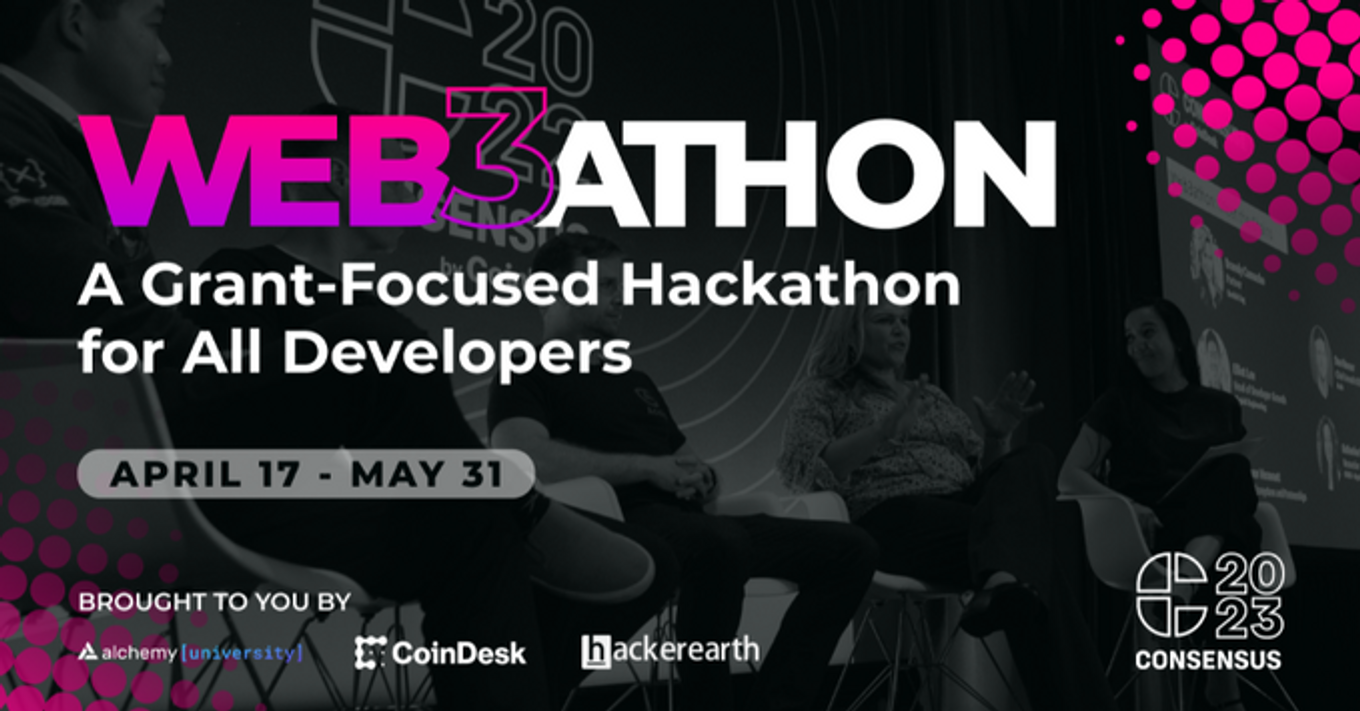 WEB3ATHON
A Grant-Focused Hackathon
for All Developers
APRIL 17 - MAY 31
BROUGHT TO YOU BY
alchemy [university]
CoinDesk
hackerearth
2023
CONSENSUS